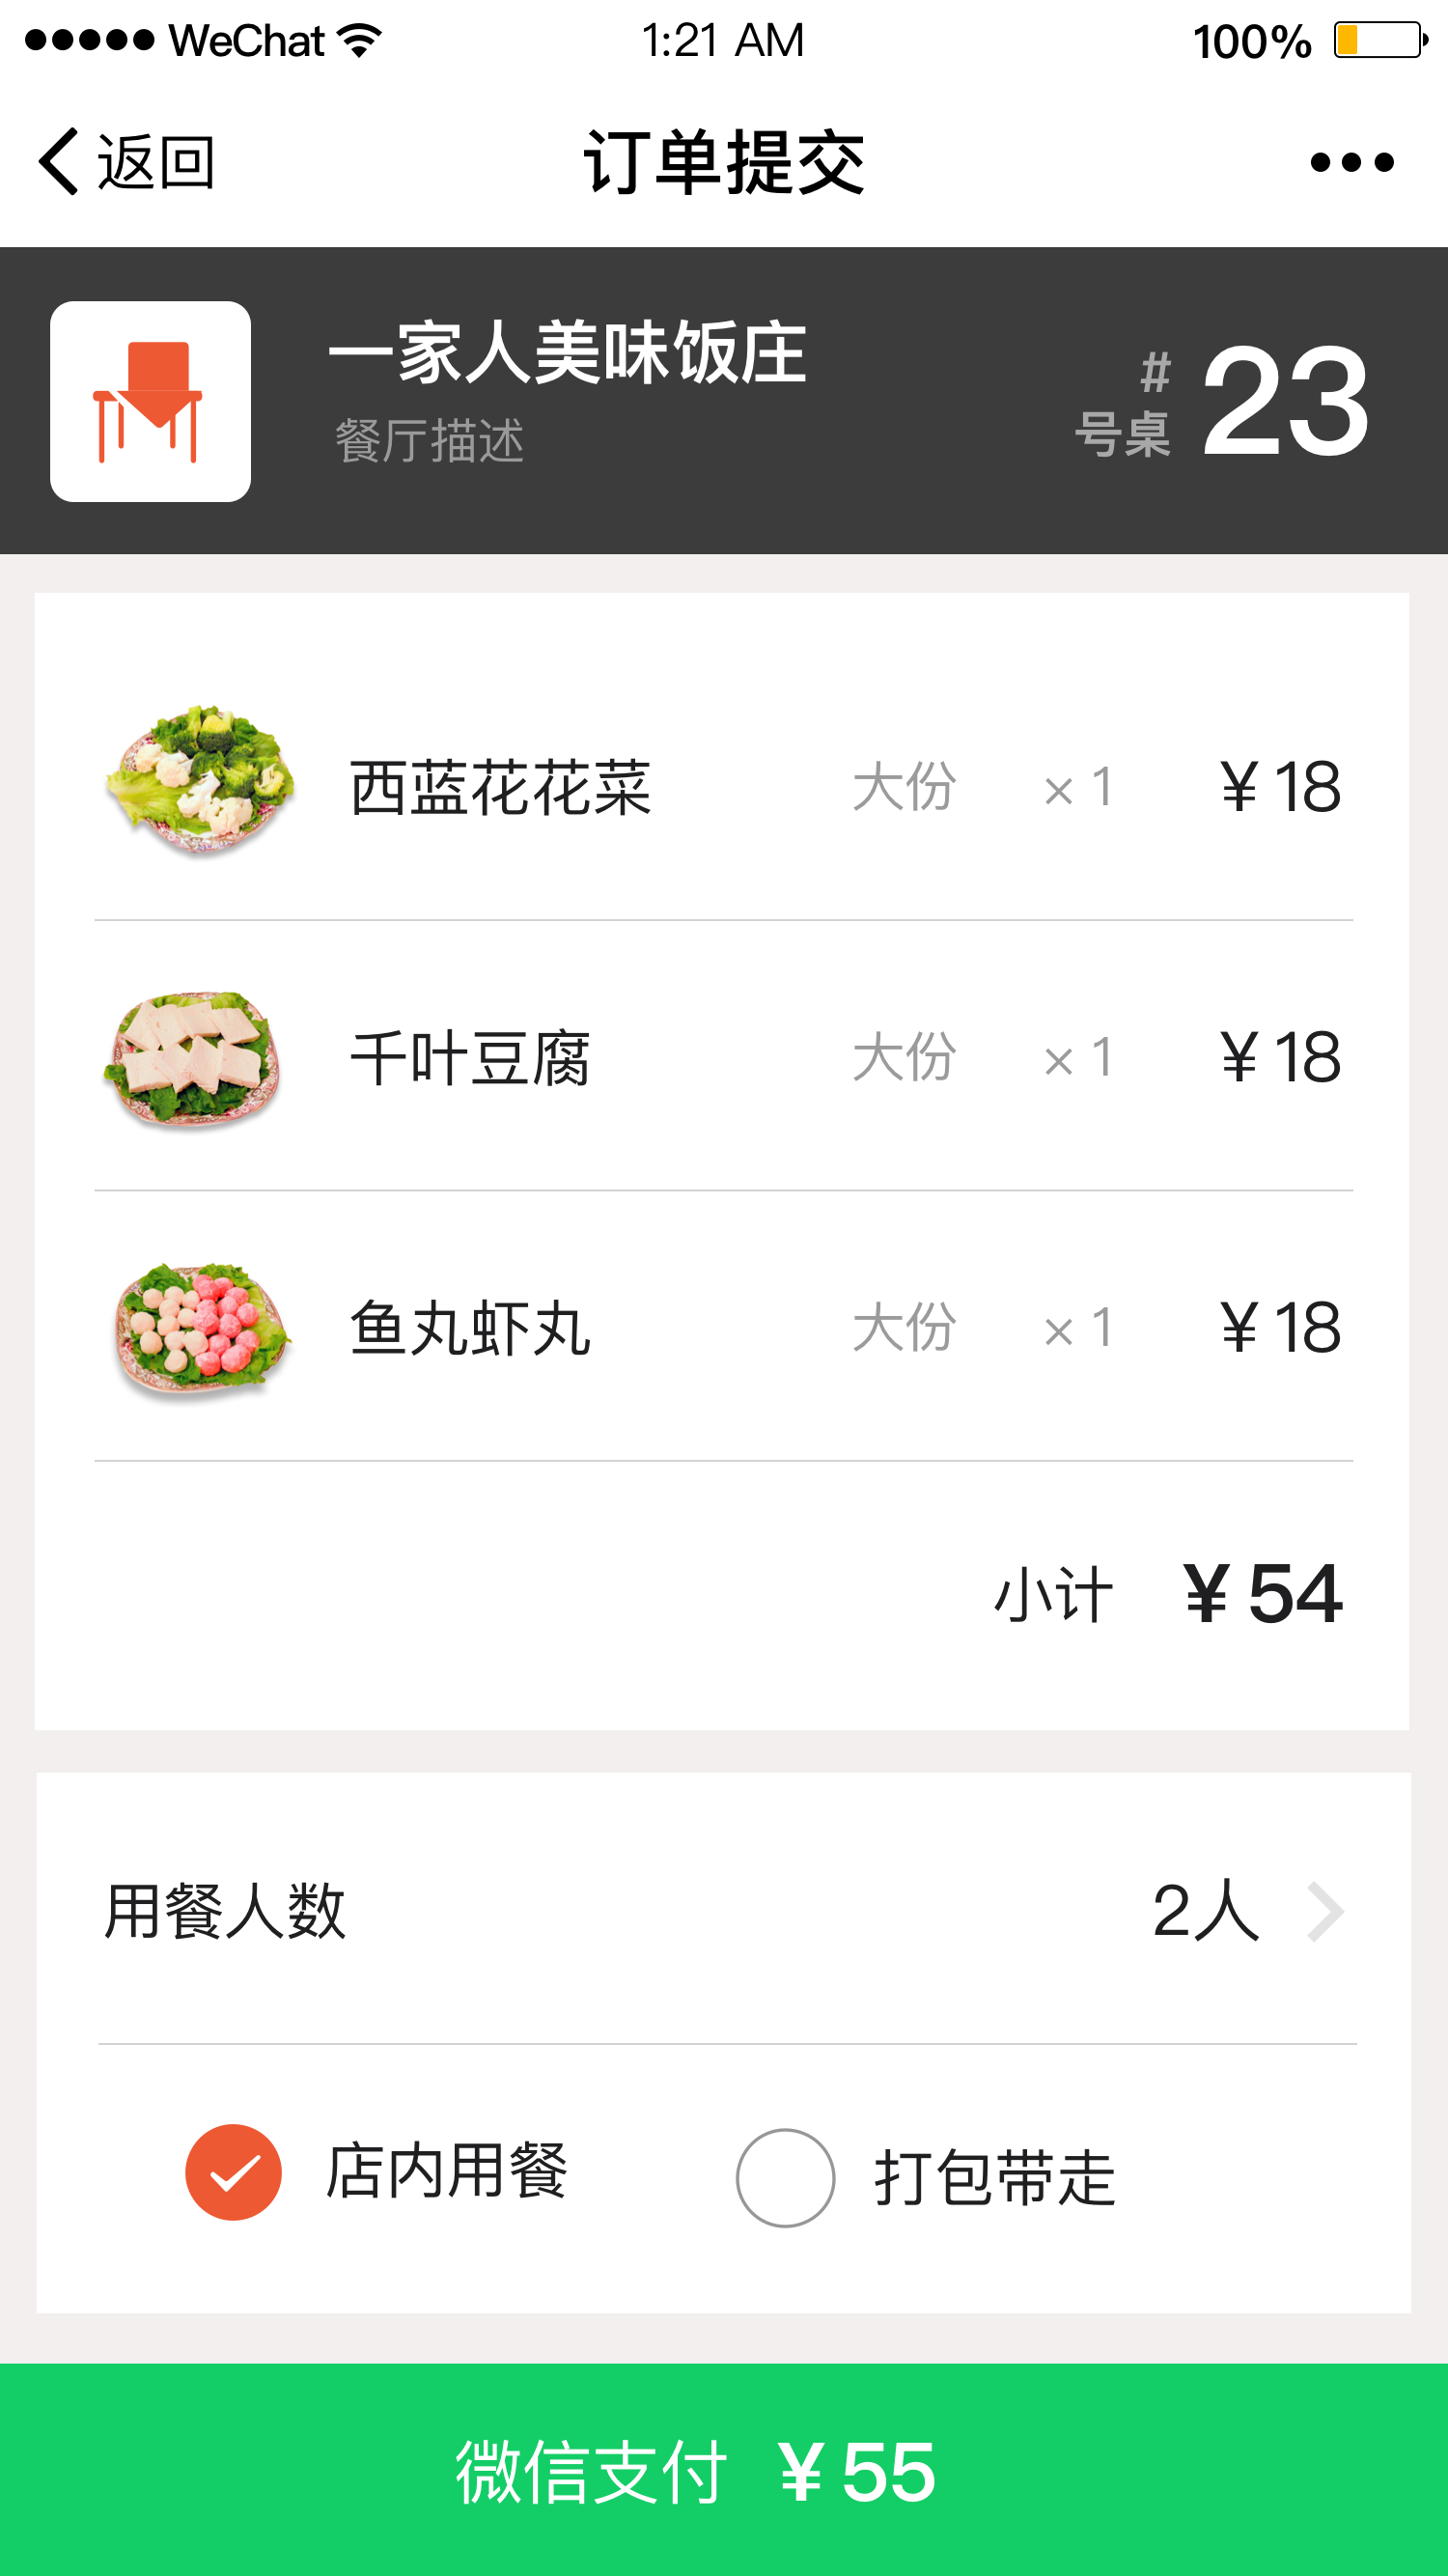 WeChat 1:21 AM 100%
返回 订单提交
一家人美味饭庄
餐厅描述
#
号桌 23
西蓝花花菜 大份 × 1 ¥ 18
千叶豆腐 大份 × 1 ¥ 18
鱼丸虾丸 大份 × 1 ¥ 18
小计 ¥ 54
用餐人数 2人
店内用餐 打包带走
微信支付 ¥ 55